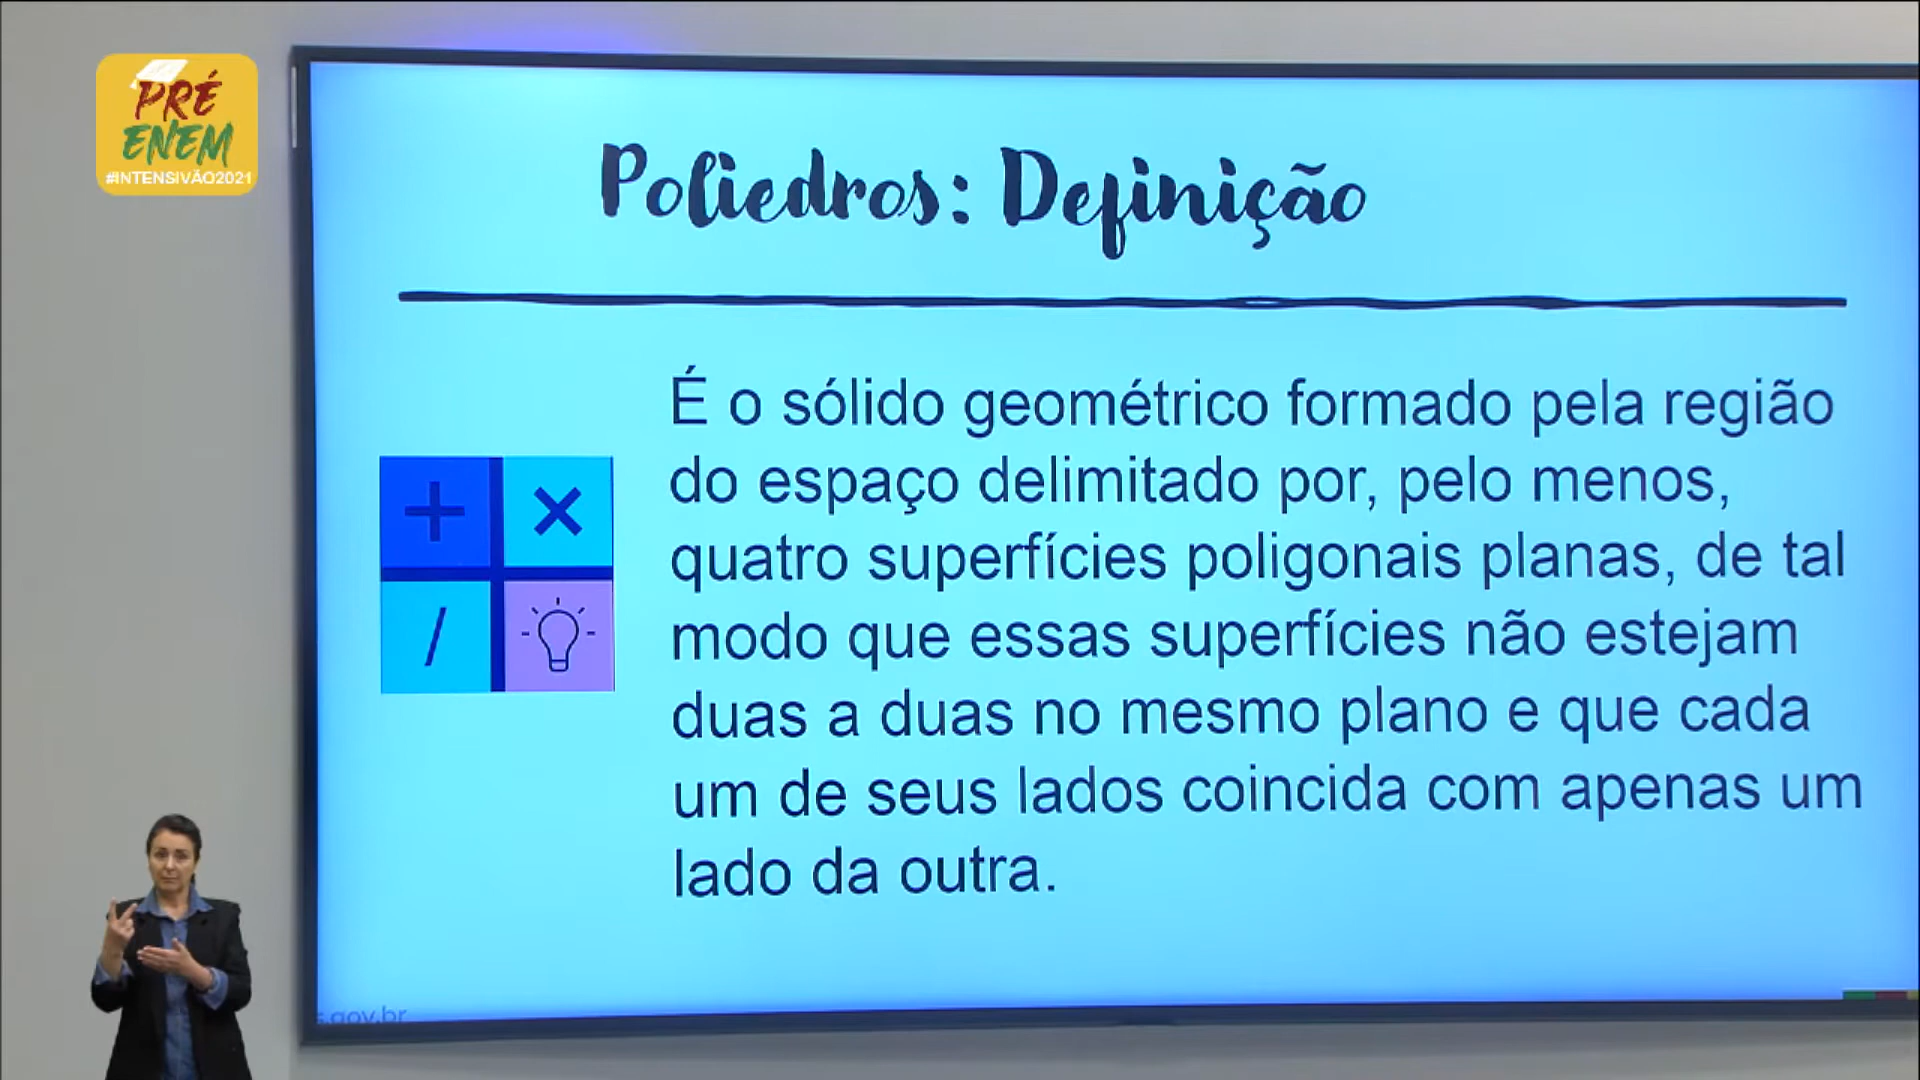 PRÉ
ENEM
#INTENSIVÃO2021
Poliedros: Definição
É o sólido geométrico formado pela região
do espaço delimitado por, pelo menos,
quatro superfícies poligonais planas, de tal
modo que essas superfícies não estejam
duas a duas no mesmo plano e que cada
um de seus lados coincida com apenas um
lado da outra.
+ ×
/
s.gov.br